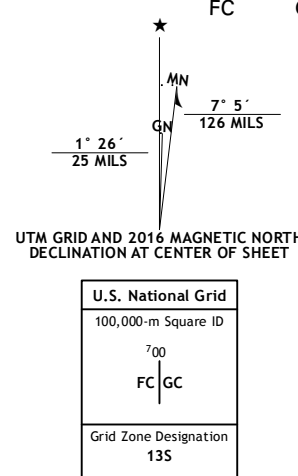 FC
MN
GN
7° 5´
126 MILS
1° 26´
25 MILS
UTM GRID AND 2016 MAGNETIC NORTH
DECLINATION AT CENTER OF SHEET
U.S. National Grid
100,000-m Square ID
⁷00
FC GC
Grid Zone Designation
13S